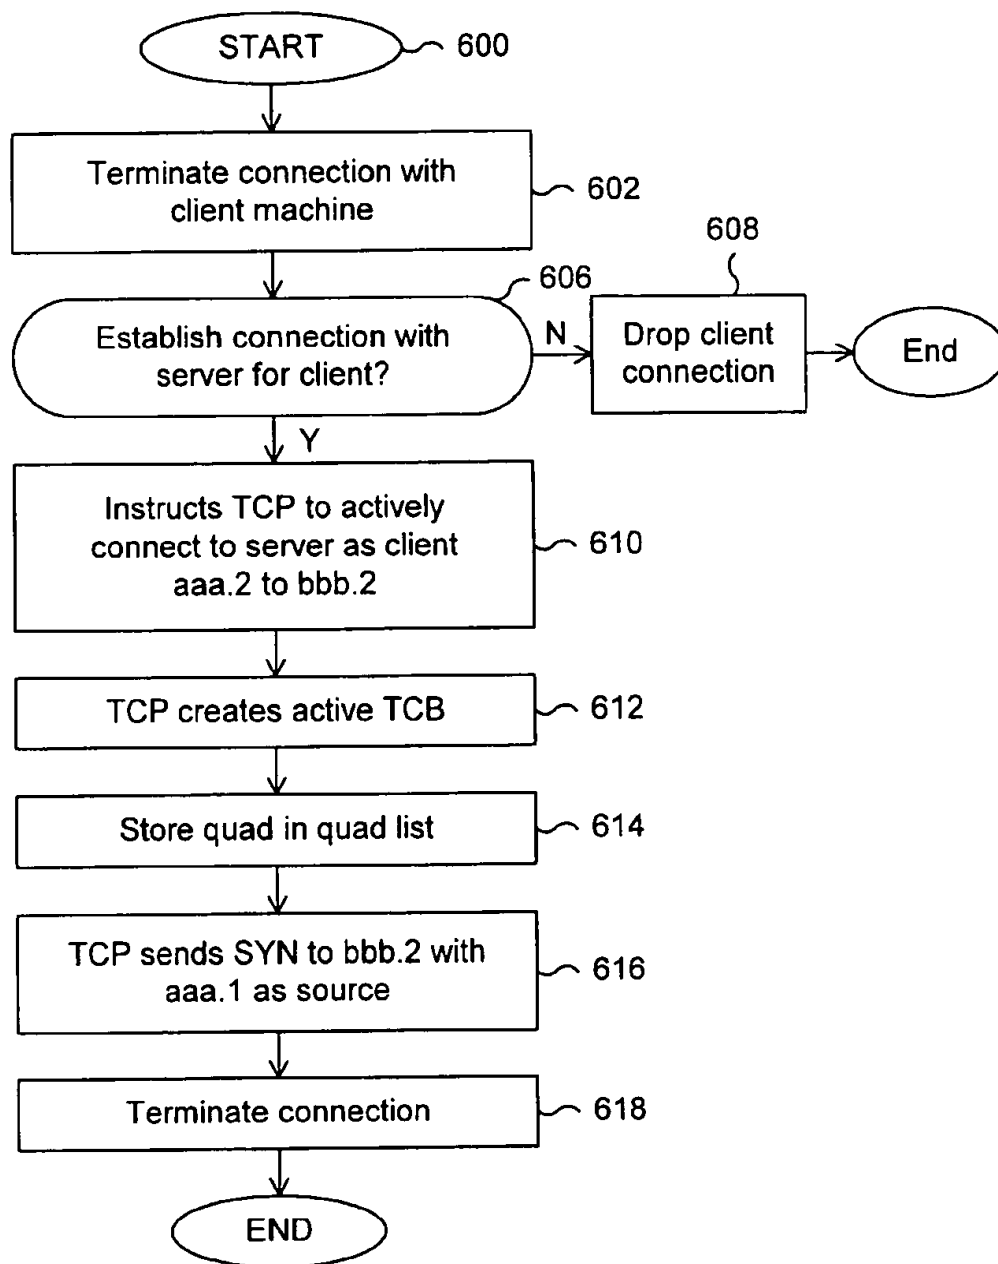 START
600
Terminate connection with
client machine
602
608
606
Establish connection with
server for client?
N
Drop client
connection
End
Y
Instructs TCP to actively
connect to server as client
aaa.2 to bbb.2
610
TCP creates active TCB
612
Store quad in quad list
614
TCP sends SYN to bbb.2 with
aaa.1 as source
616
Terminate connection
618
END